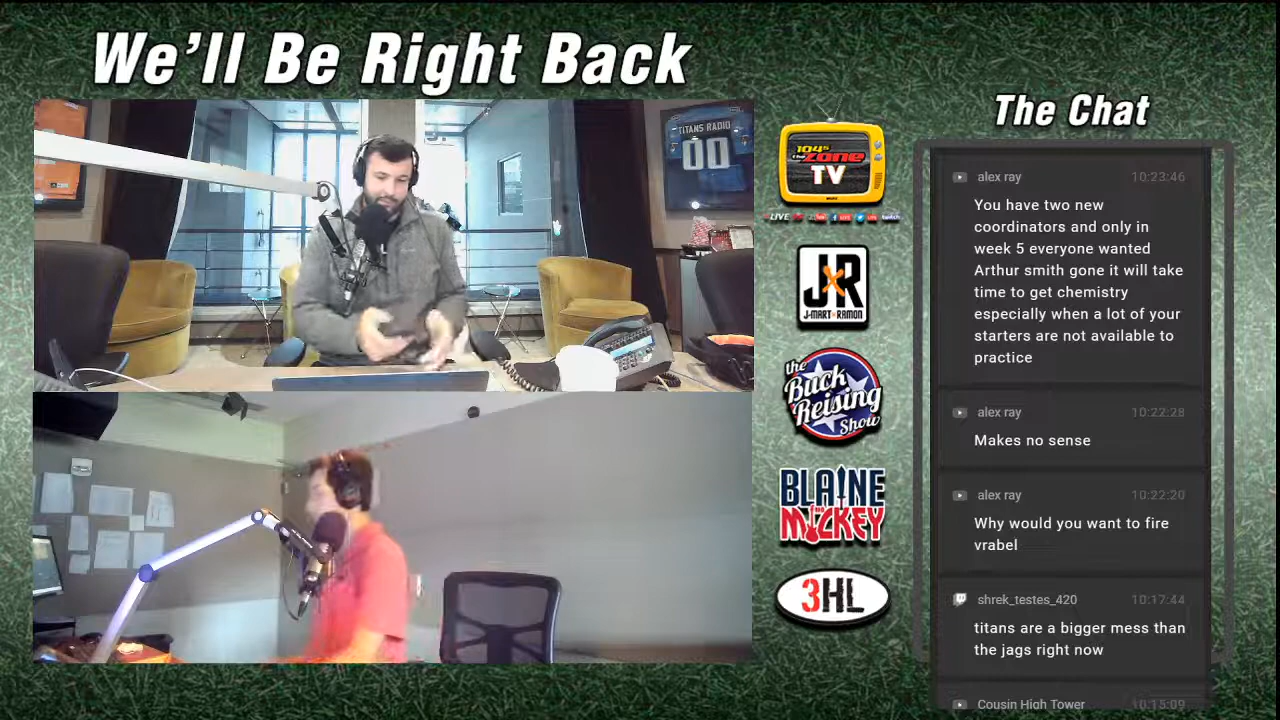 We'll Be Right Back
TITANS RADIO
00
104.5
the ZONE
TV
LIVE
JXR
J-MART RAMON
the
Buck
Reising
Show
BLAINE
MICKEY
3HL
The Chat
alex ray 10:23:46
You have two new
coordinators and only in
week 5 everyone wanted
Arthur smith gone it will take
time to get chemistry
especially when a lot of your
starters are not available to
practice
alex ray 10:22:28
Makes no sense
alex ray 10:22:20
Why would you want to fire
vrabel
shrek_testes_420 10:17:44
titans are a bigger mess than
the jags right now
Cousin High Tower 10:15:09